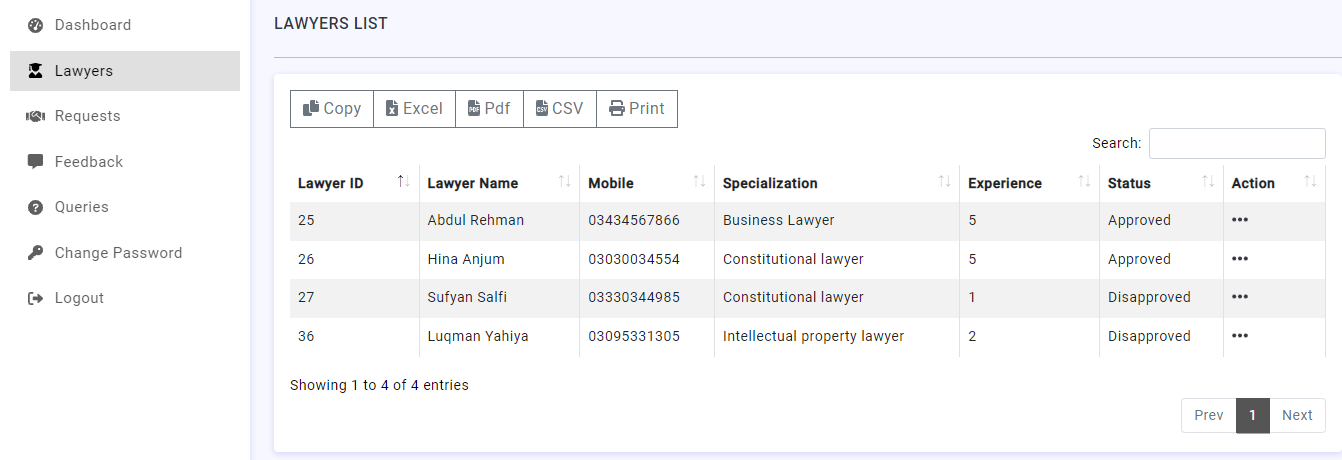 Dashboard
Lawyers
Requests
Feedback
Queries
Change Password
Logout
LAWYERS LIST
Copy Excel Pdf CSV Print
Search:
Lawyer ID Lawyer Name Mobile Specialization Experience Status Action
25 Abdul Rehman 03434567866 Business Lawyer 5 Approved •••
26 Hina Anjum 03030034554 Constitutional lawyer 5 Approved •••
27 Sufyan Salfi 03330344985 Constitutional lawyer 1 Disapproved •••
36 Luqman Yahiya 03095331305 Intellectual property lawyer 2 Disapproved •••
Showing 1 to 4 of 4 entries
Prev 1 Next